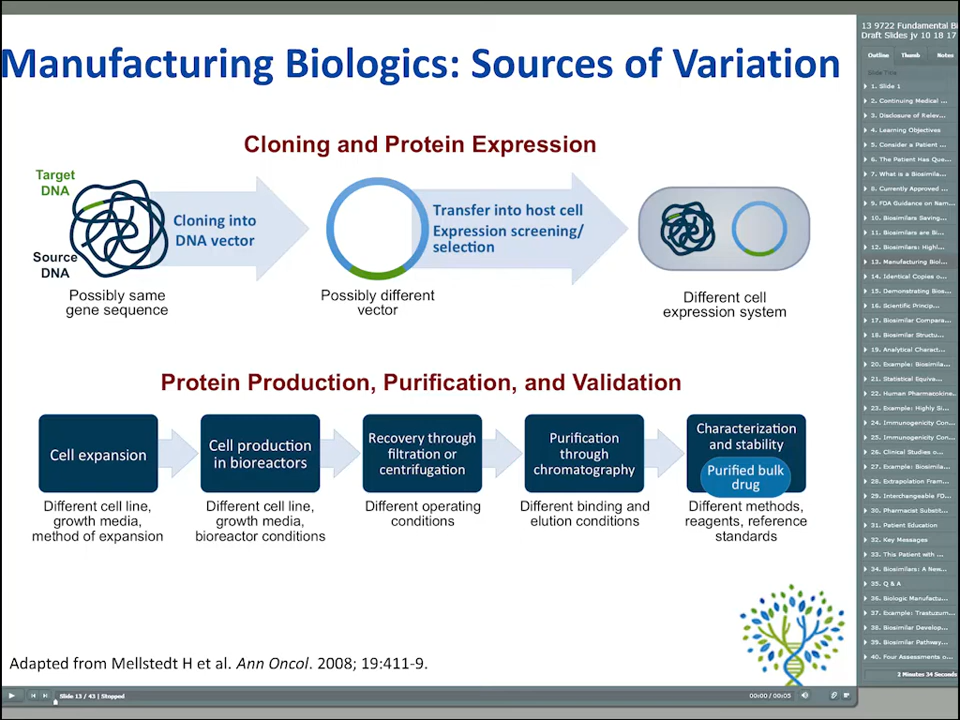 Manufacturing Biologics: Sources of Variation
Cloning and Protein Expression
Target
DNA
Source
DNA
Cloning into
DNA vector
Transfer into host cell
Expression screening/
selection
Possibly same
gene sequence
Possibly different
vector
Different cell
expression system
Protein Production, Purification, and Validation
Cell expansion
Cell production
in bioreactors
Recovery through
filtration or
centrifugation
Purification
through
chromatography
Characterization
and stability
Purified bulk
drug
Different cell line,
growth media,
method of expansion
Different cell line,
growth media,
bioreactor conditions
Different operating
conditions
Different binding and
elution conditions
Different methods,
reagents, reference
standards
Adapted from Mellstedt H et al. Ann Oncol. 2008; 19:411-9.
13 9722 Fundamental Bi
Draft Slides jv 10 18 17
Outline Thumb Notes
Slide Title
1. Slide 1
2. Continuing Medical ...
3. Disclosure of Relev...
4. Learning Objectives
5. Consider a Patient ...
6. The Patient Has Que...
7. What is a Biosimila...
8. Currently Approved ...
9. FDA Guidance on Nam...
10. Biosimilars Saving...
11. Biosimilars are Bi...
12. Biosimilars: Highl...
13. Manufacturing Biol...
14. Identical Copies o...
15. Demonstrating Bios...
16. Scientific Princip...
17. Biosimilar Compara...
18. Biosimilar Structu...
19. Analytical Charact...
20. Example: Biosimila...
21. Statistical Equiva...
22. Human Pharmacokine...
23. Example: Highly Si...
24. Immunogenicity Con...
25. Immunogenicity Con...
26. Clinical Studies o...
27. Example: Biosimila...
28. Extrapolation Fram...
29. Interchangeable FD...
30. Pharmacist Substit...
31. Patient Education
32. Key Messages
33. This Patient with ...
34. Biosimilars: A New...
35. Q & A
36. Biologic Manufactu...
37. Example: Trastuzum...
38. Biosimilar Develop...
39. Biosimilar Pathway...
40. Four Assessments o...
2 Minutes 34 Seconds
Slide 13 / 43 | Stopped
00:00 / 00:05